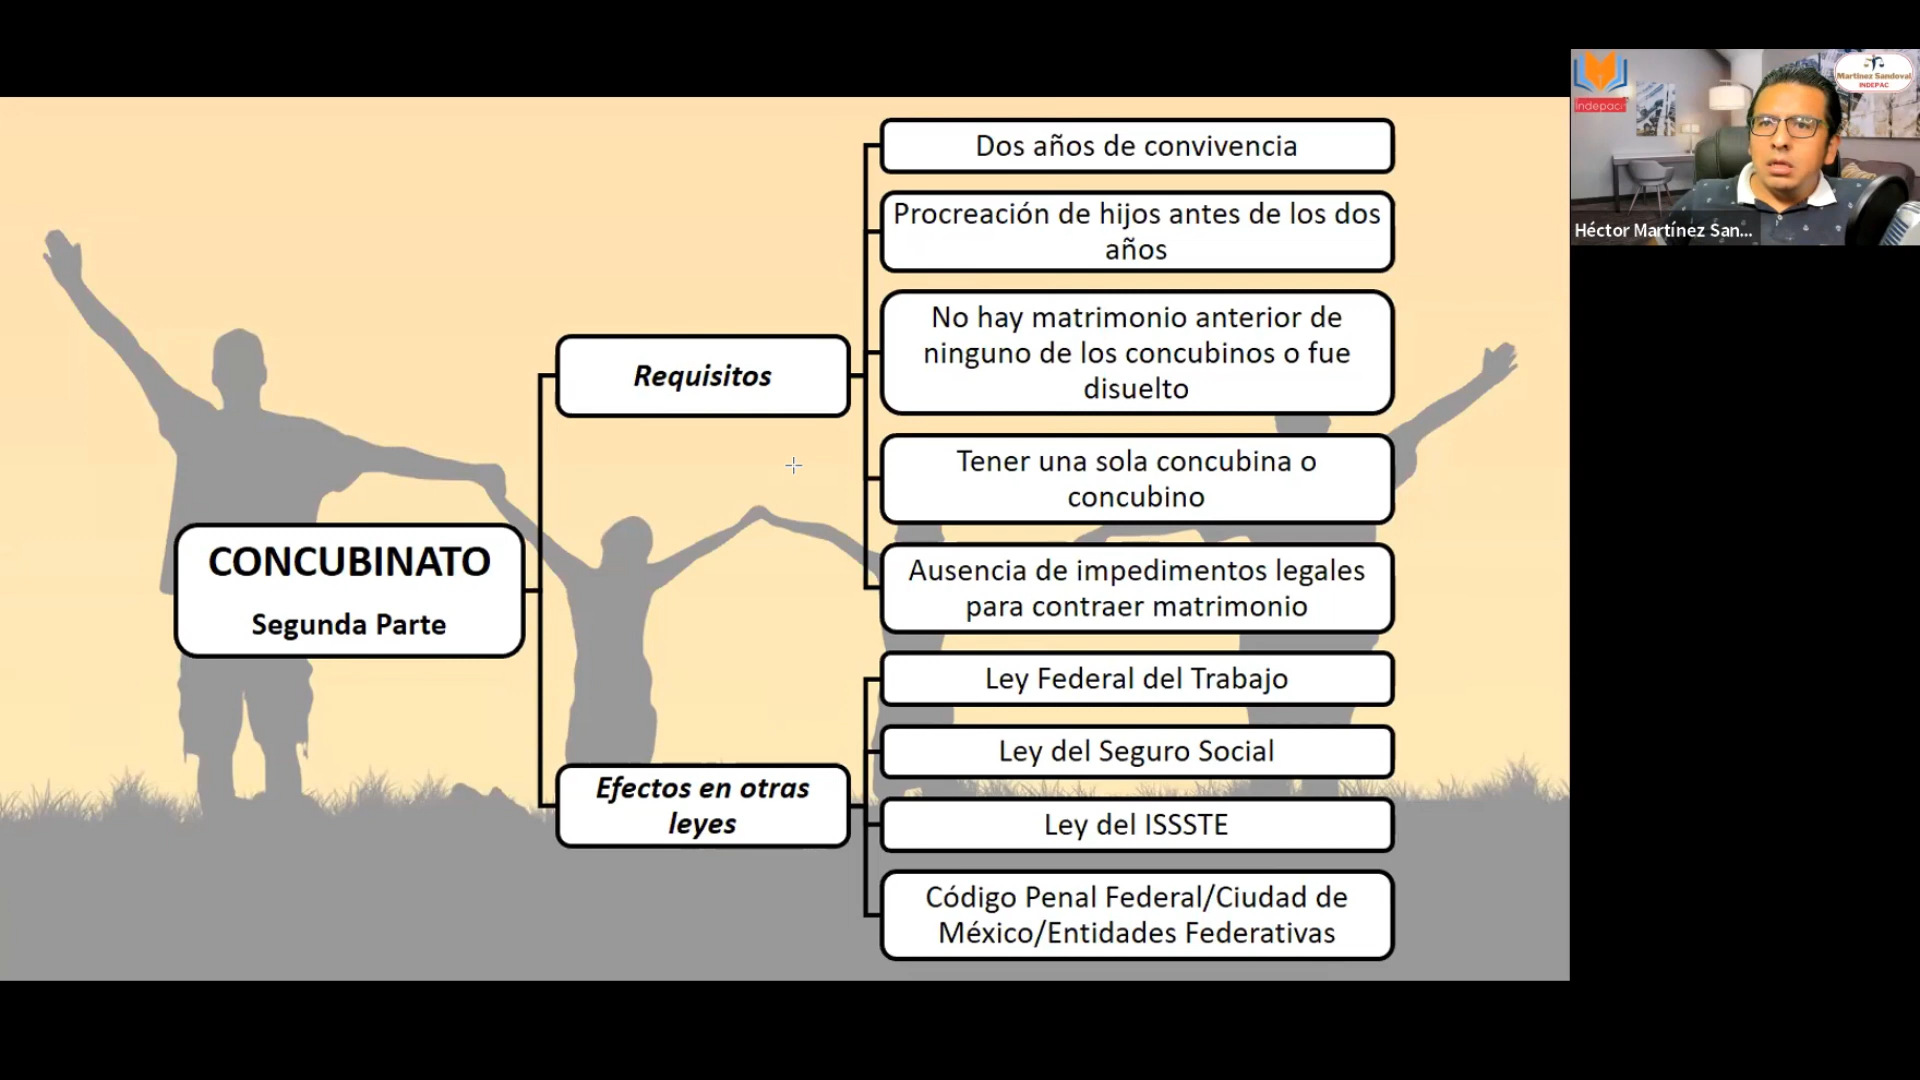 CONCUBINATO
Segunda Parte
Requisitos
Dos años de convivencia
Procreación de hijos antes de los dos
años
No hay matrimonio anterior de
ninguno de los concubinos o fue
disuelto
Tener una sola concubina o
concubino
Ausencia de impedimentos legales
para contraer matrimonio
Efectos en otras
leyes
Ley Federal del Trabajo
Ley del Seguro Social
Ley del ISSSTE
Código Penal Federal/Ciudad de
México/Entidades Federativas
Indepac
Martínez Sandoval
INDEPAC
Héctor Martínez San...